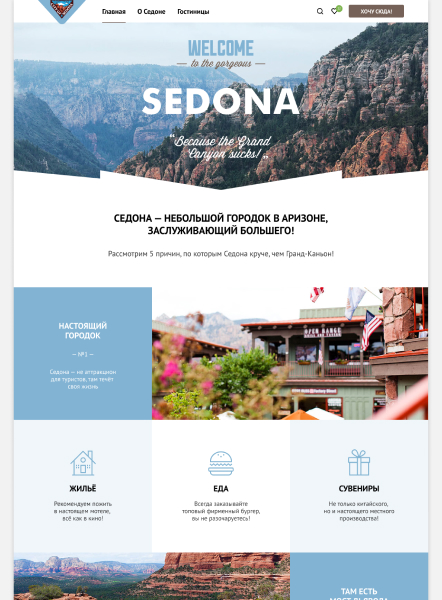 Главная О Седоне Гостиницы
ХОЧУ СЮДА!
WELCOME
— to the gorgeous —
SEDONA
“Because the Grand
Canyon sucks!”
СЕДОНА — НЕБОЛЬШОЙ ГОРОДОК В АРИЗОНЕ,
ЗАСЛУЖИВАЮЩИЙ БОЛЬШЕГО!
Рассмотрим 5 причин, по которым Седона круче, чем Гранд-Каньон!
НАСТОЯЩИЙ
ГОРОДОК
— №1 —
Седона — не аттракцион
для туристов, там течёт
своя жизнь
OPEN RANGE
ЖИЛЬЁ
Рекомендуем пожить
в настоящем мотеле,
всё как в кино!
ЕДА
Всегда заказывайте
топовый фирменный бургер,
вы не разочаруетесь!
СУВЕНИРЫ
Не только китайского,
но и настоящего местного
производства!
ТАМ ЕСТЬ